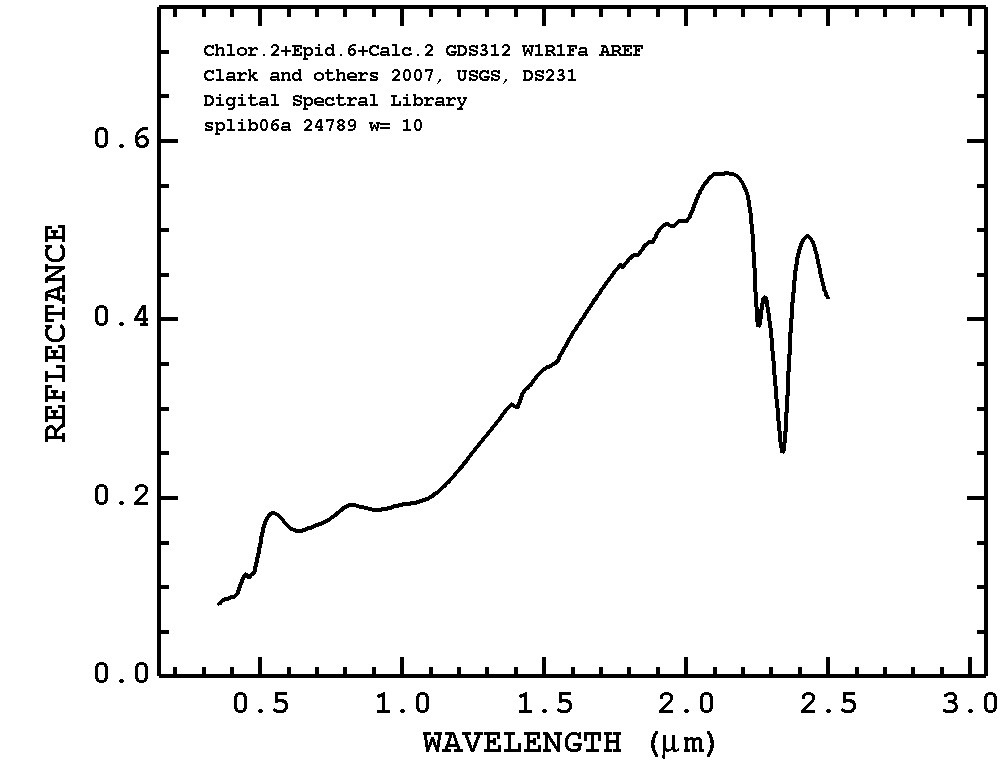 Chlor.2+Epid.6+Calc.2 GDS312 W1R1Fa AREF
Clark and others 2007, USGS, DS231
Digital Spectral Library
splib06a 24789 w= 10
REFLECTANCE
0.6
0.4
0.2
0.0
0.5 1.0 1.5 2.0 2.5 3.0
WAVELENGTH (μm)